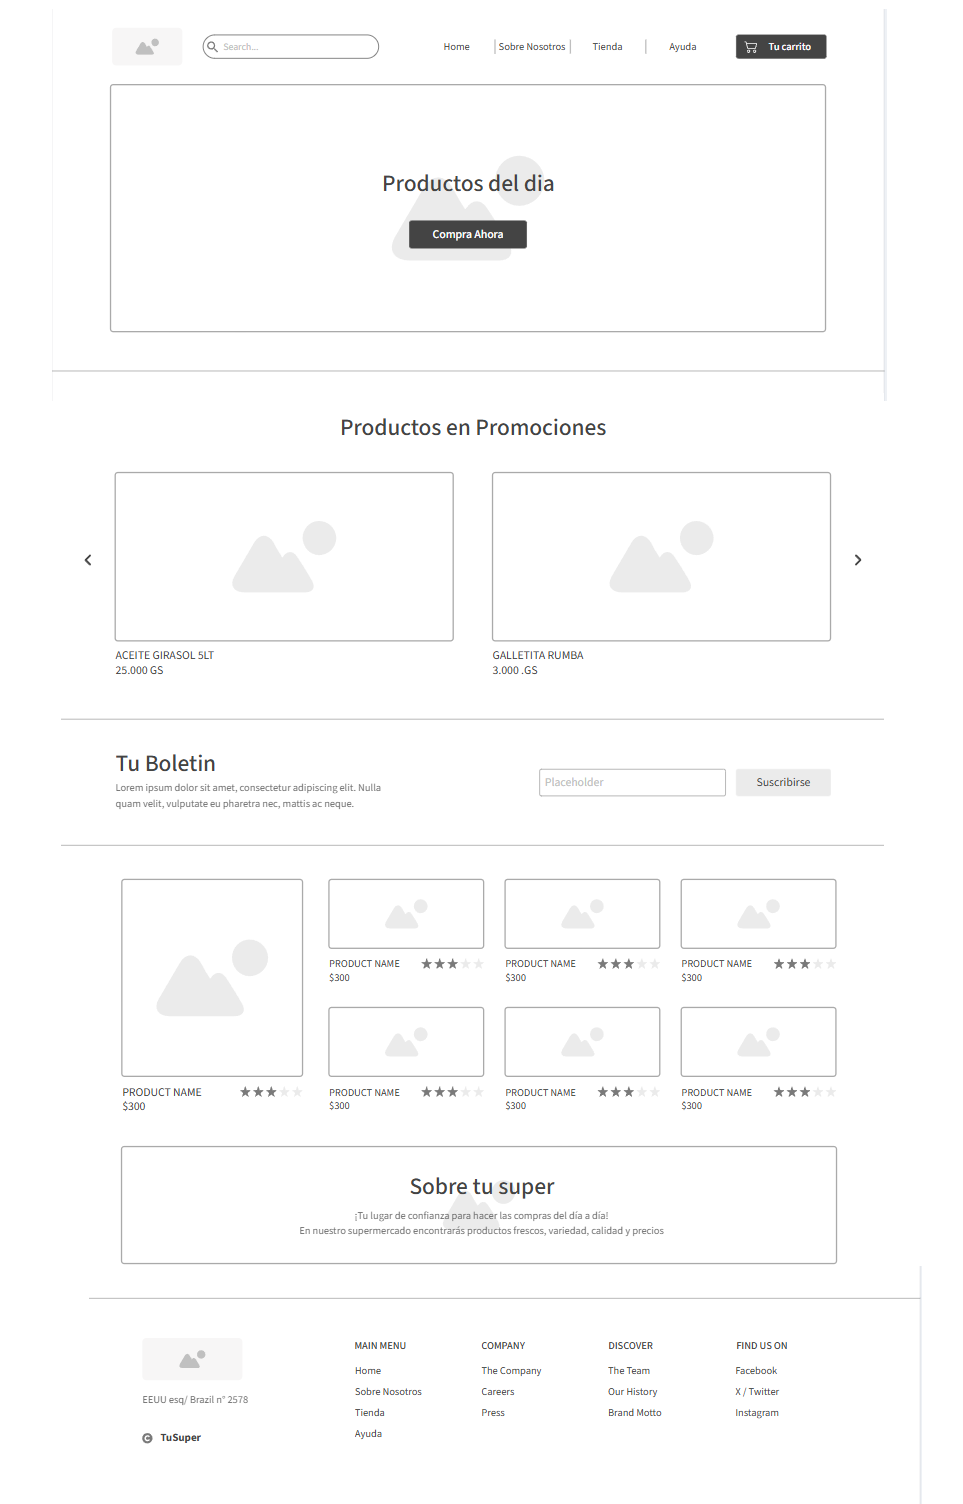 Search...
Home
Sobre Nosotros
Tienda
Ayuda
Tu carrito
Productos del dia
Compra Ahora
Productos en Promociones
ACEITE GIRASOL 5LT
25.000 GS
GALLETITA RUMBA
3.000 .GS
Tu Boletin
Lorem ipsum dolor sit amet, consectetur adipiscing elit. Nulla
quam velit, vulputate eu pharetra nec, mattis ac neque.
Placeholder
Suscribirse
PRODUCT NAME
$300
PRODUCT NAME
$300
PRODUCT NAME
$300
PRODUCT NAME
$300
PRODUCT NAME
$300
PRODUCT NAME
$300
PRODUCT NAME
$300
Sobre tu super
¡Tu lugar de confianza para hacer las compras del día a día!
En nuestro supermercado encontrarás productos frescos, variedad, calidad y precios
EEUU esq/ Brazil n° 2578
© TuSuper
MAIN MENU
Home
Sobre Nosotros
Tienda
Ayuda
COMPANY
The Company
Careers
Press
DISCOVER
The Team
Our History
Brand Motto
FIND US ON
Facebook
X / Twitter
Instagram